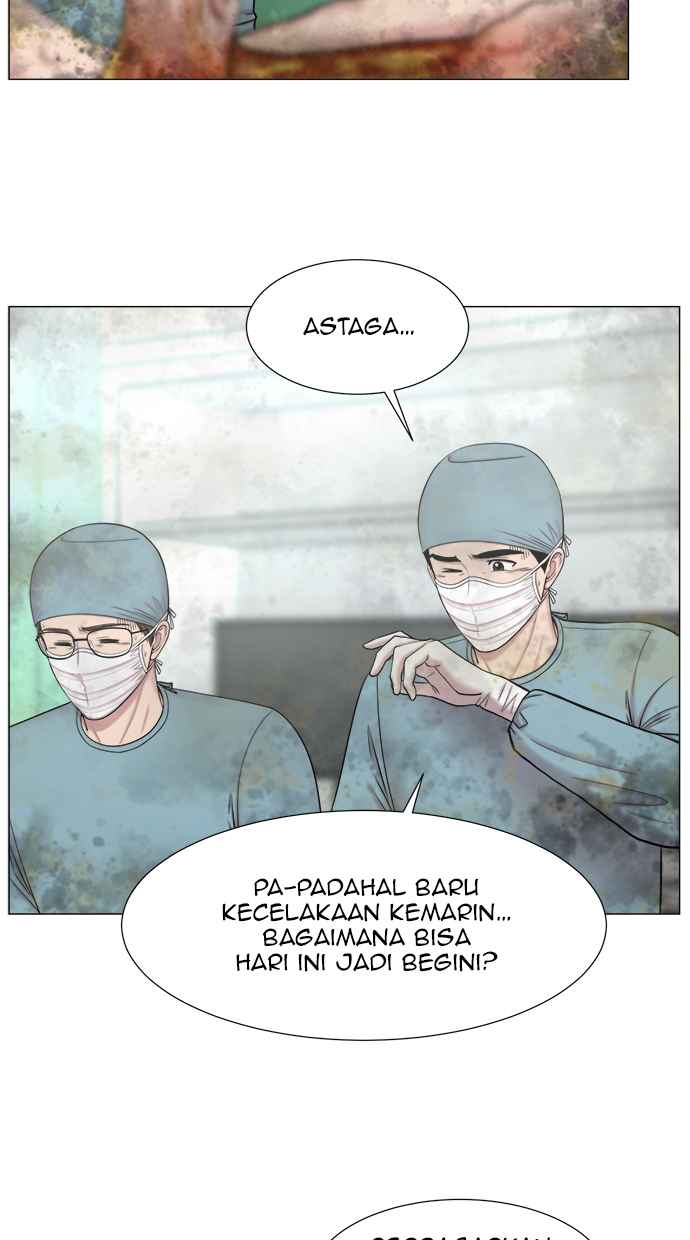 ASTAGA...
PA-PADAHAL BARU
KECELAKAAN KEMARIN...
BAGAIMANA BISA
HARI INI JADI BEGINI?